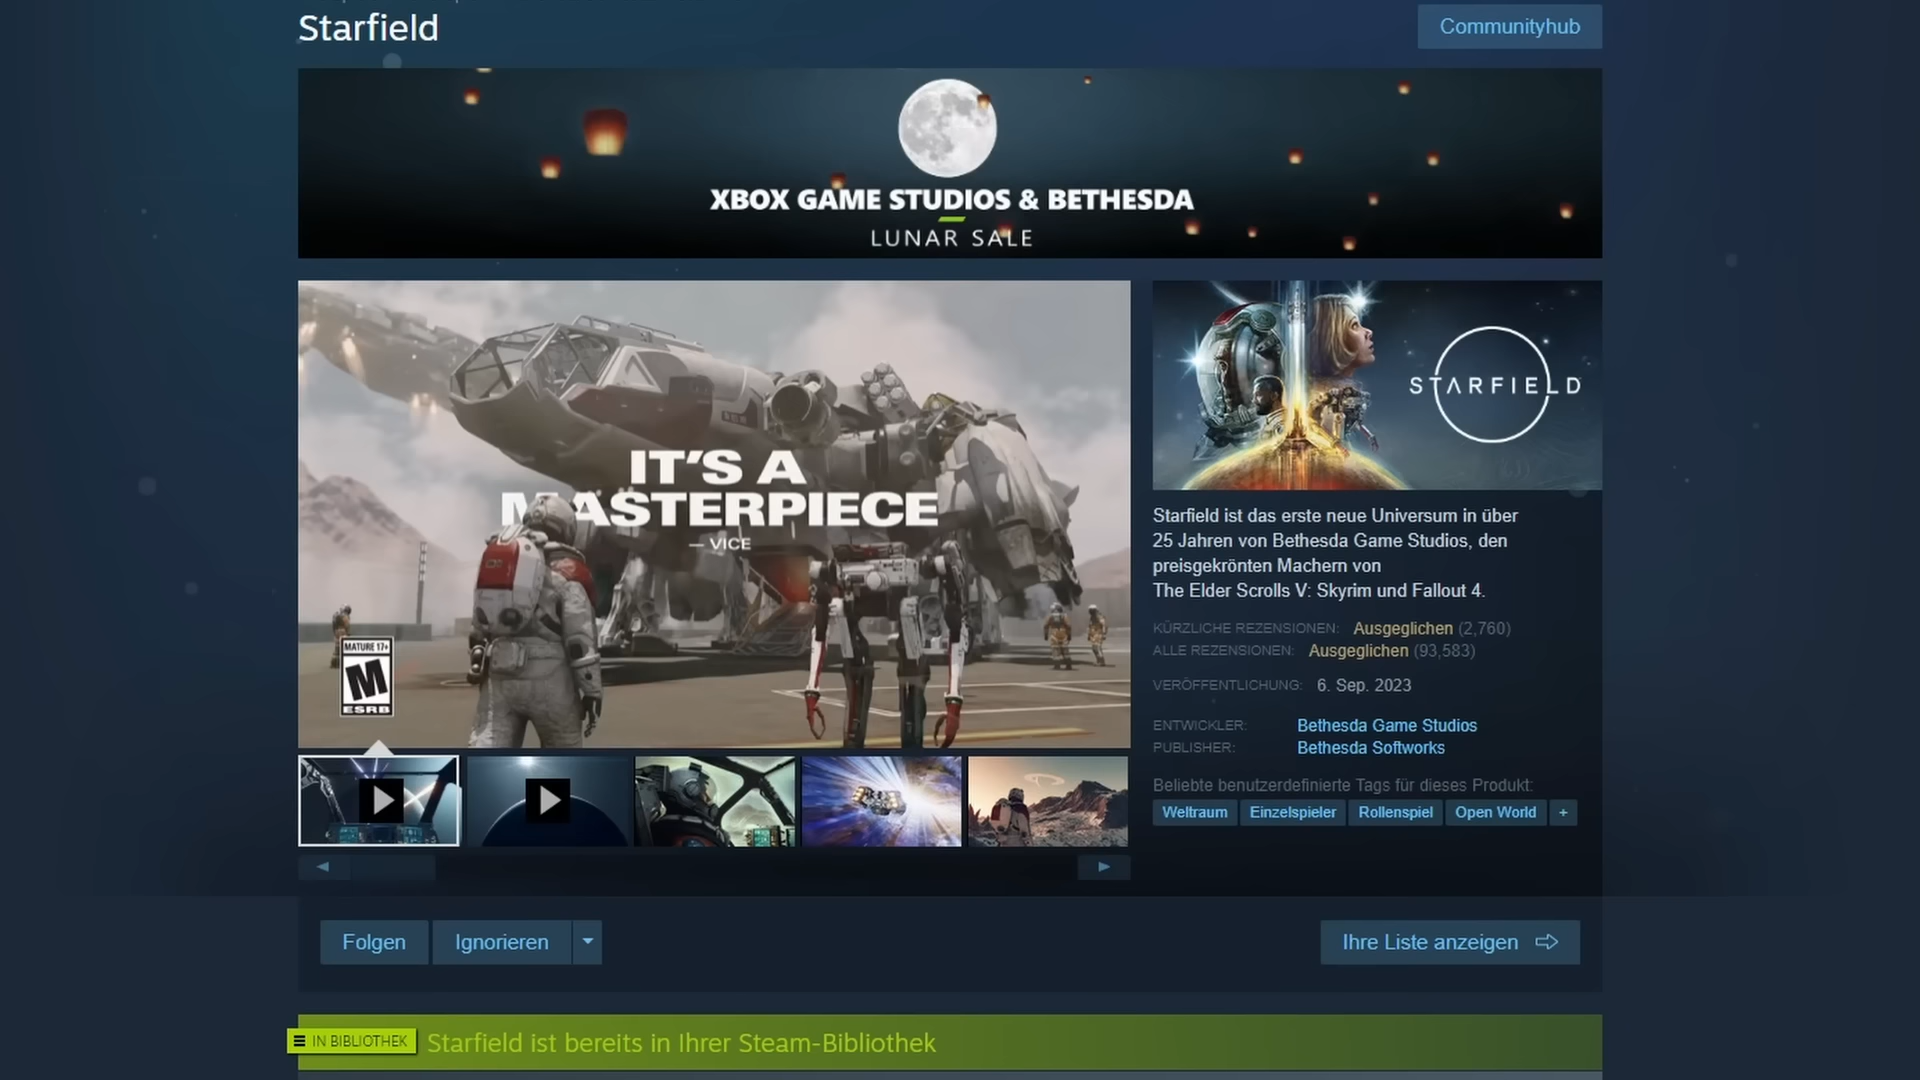 Starfield
Communityhub
XBOX GAME STUDIOS & BETHESDA
LUNAR SALE
IT'S A
MASTERPIECE
— VICE
MATURE 17+
M
ESRB
STARFIELD
Starfield ist das erste neue Universum in über
25 Jahren von Bethesda Game Studios, den
preisgekrönten Machern von
The Elder Scrolls V: Skyrim und Fallout 4.
KÜRZLICHE REZENSIONEN: Ausgeglichen (2,760)
ALLE REZENSIONEN: Ausgeglichen (93,583)
VERÖFFENTLICHUNG: 6. Sep. 2023
ENTWICKLER: Bethesda Game Studios
PUBLISHER: Bethesda Softworks
Beliebte benutzerdefinierte Tags für dieses Produkt:
Weltraum Einzelspieler Rollenspiel Open World +
Folgen Ignorieren
Ihre Liste anzeigen
IN BIBLIOTHEK Starfield ist bereits in Ihrer Steam-Bibliothek